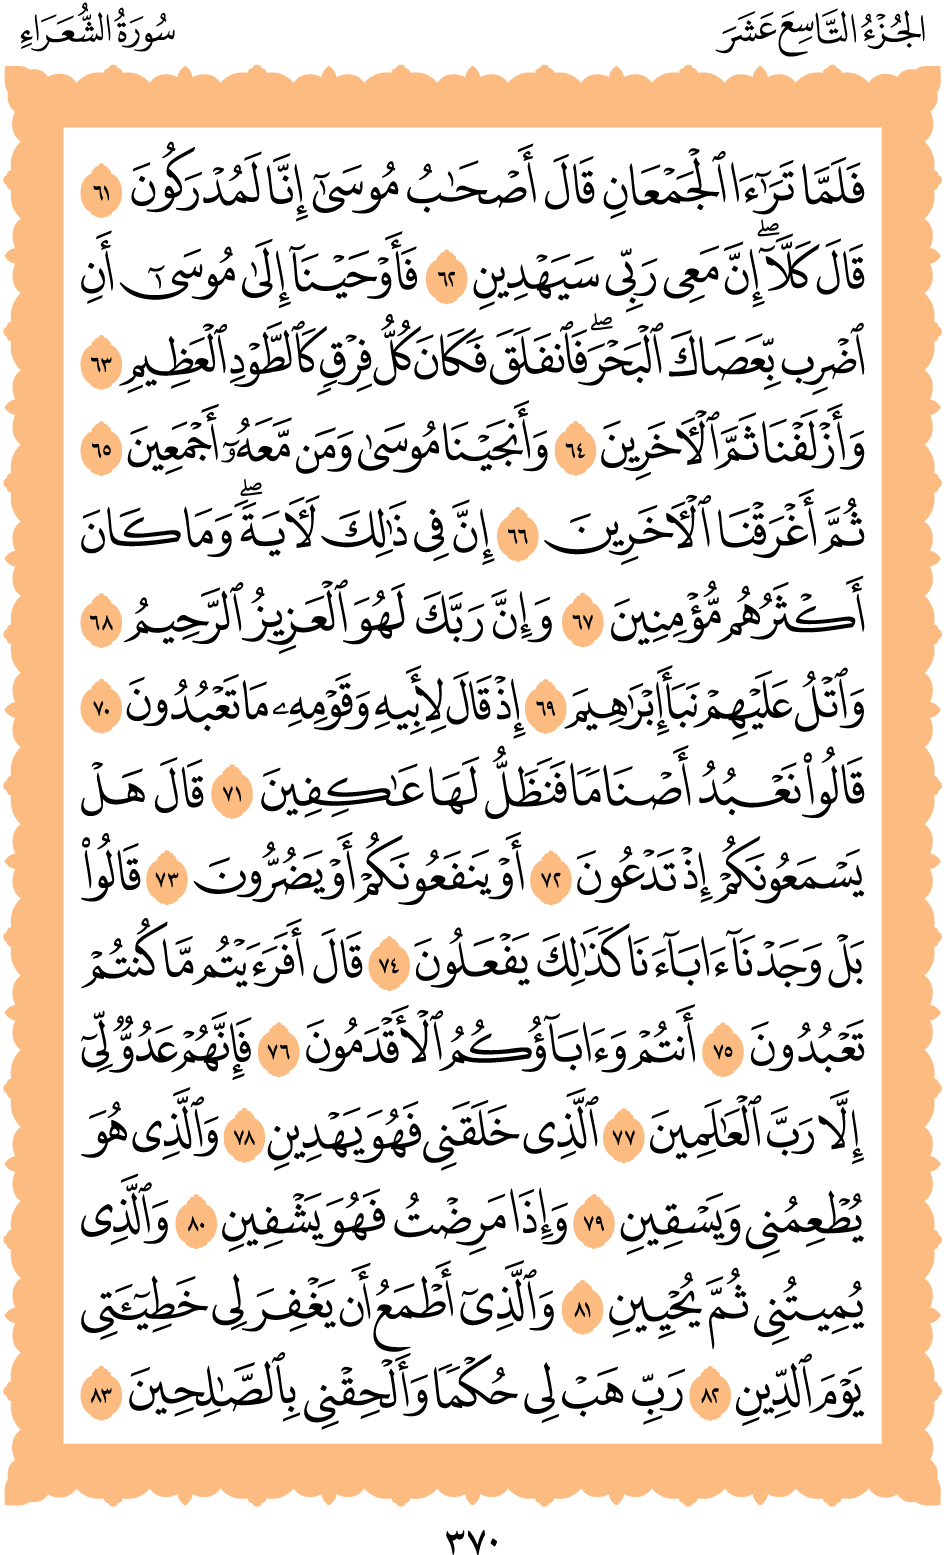 الجُزْءُ التَّاسِعَ عَشَرَ
سُورَةُ الشُّعَرَاءِ
فَلَمَّا تَرَٰٓءَا ٱلْجَمْعَانِ قَالَ أَصْحَٰبُ مُوسَىٰٓ إِنَّا لَمُدْرَكُونَ ٦١
قَالَ كَلَّآۖ إِنَّ مَعِيَ رَبِّي سَيَهْدِينِ ٦٢ فَأَوْحَيْنَآ إِلَىٰ مُوسَىٰٓ أَنِ
ٱضْرِب بِّعَصَاكَ ٱلْبَحْرَۖ فَٱنفَلَقَ فَكَانَ كُلُّ فِرْقٍ كَٱلطَّوْدِ ٱلْعَظِيمِ ٦٣
وَأَزْلَفْنَا ثَمَّ ٱلْأٓخَرِينَ ٦٤ وَأَنجَيْنَا مُوسَىٰ وَمَن مَّعَهُۥٓ أَجْمَعِينَ ٦٥
ثُمَّ أَغْرَقْنَا ٱلْأٓخَرِينَ ٦٦ إِنَّ فِي ذَٰلِكَ لَأٓيَةًۖ وَمَا كَانَ
أَكْثَرُهُم مُّؤْمِنِينَ ٦٧ وَإِنَّ رَبَّكَ لَهُوَ ٱلْعَزِيزُ ٱلرَّحِيمُ ٦٨
وَٱتْلُ عَلَيْهِمْ نَبَأَ إِبْرَٰهِيمَ ٦٩ إِذْ قَالَ لِأَبِيهِ وَقَوْمِهِۦ مَا تَعْبُدُونَ ٧٠
قَالُوا۟ نَعْبُدُ أَصْنَامًا فَنَظَلُّ لَهَا عَٰكِفِينَ ٧١ قَالَ هَلْ
يَسْمَعُونَكُمْ إِذْ تَدْعُونَ ٧٢ أَوْ يَنفَعُونَكُمْ أَوْ يَضُرُّونَ ٧٣ قَالُوا۟
بَلْ وَجَدْنَآ ءَابَآءَنَا كَذَٰلِكَ يَفْعَلُونَ ٧٤ قَالَ أَفَرَءَيْتُم مَّا كُنتُمْ
تَعْبُدُونَ ٧٥ أَنتُمْ وَءَابَآؤُكُمُ ٱلْأَقْدَمُونَ ٧٦ فَإِنَّهُمْ عَدُوٌّ لِّيٓ
إِلَّا رَبَّ ٱلْعَٰلَمِينَ ٧٧ ٱلَّذِي خَلَقَنِي فَهُوَ يَهْدِينِ ٧٨ وَٱلَّذِي هُوَ
يُطْعِمُنِي وَيَسْقِينِ ٧٩ وَإِذَا مَرِضْتُ فَهُوَ يَشْفِينِ ٨٠ وَٱلَّذِي
يُمِيتُنِي ثُمَّ يُحْيِينِ ٨١ وَٱلَّذِيٓ أَطْمَعُ أَن يَغْفِرَ لِي خَطِيٓـَٔتِي
يَوْمَ ٱلدِّينِ ٨٢ رَبِّ هَبْ لِي حُكْمًا وَأَلْحِقْنِي بِٱلصَّٰلِحِينَ ٨٣
٣٧٠